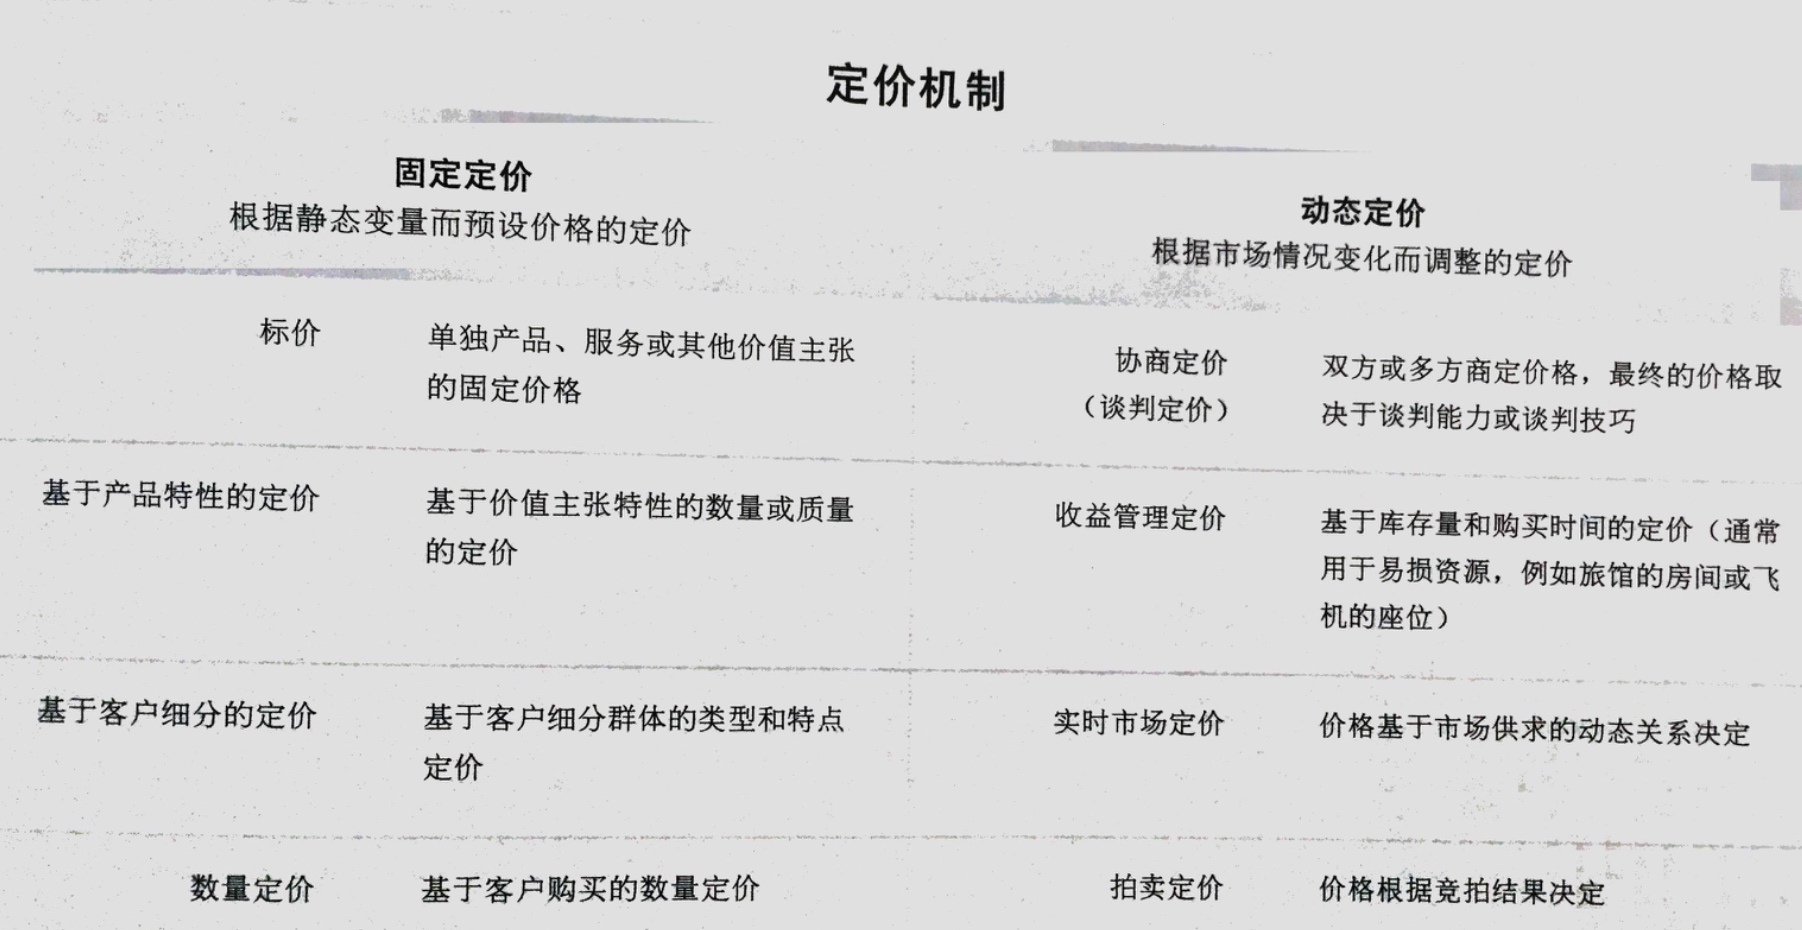 定价机制
固定定价
根据静态变量而预设价格的定价
标价
单独产品、服务或其他价值主张
的固定价格
基于产品特性的定价
基于价值主张特性的数量或质量
的定价
基于客户细分的定价
基于客户细分群体的类型和特点
定价
数量定价
基于客户购买的数量定价
动态定价
根据市场情况变化而调整的定价
协商定价
（谈判定价）
双方或多方商定价格，最终的价格取
决于谈判能力或谈判技巧
收益管理定价
基于库存量和购买时间的定价（通常
用于易损资源，例如旅馆的房间或飞
机的座位）
实时市场定价
价格基于市场供求的动态关系决定
拍卖定价
价格根据竞拍结果决定